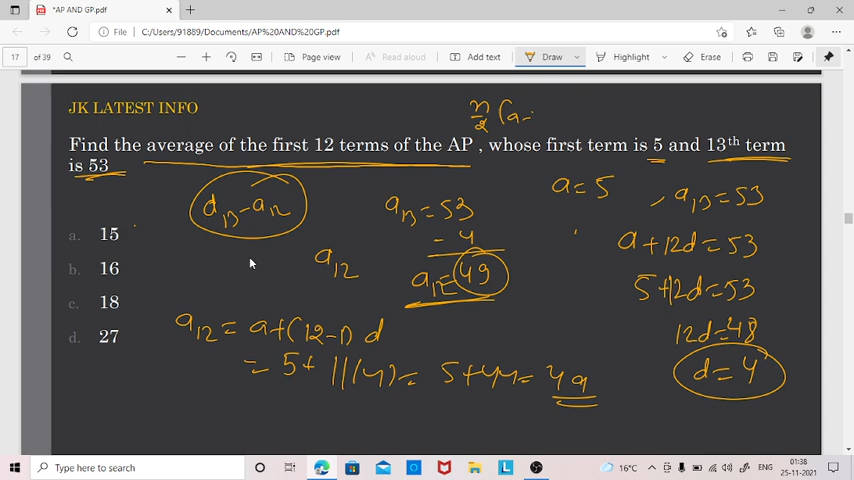 *AP AND GP.pdf
File C:/Users/91889/Documents/AP%20AND%20GP.pdf
17 of 39 Page view Read aloud Add text Draw Highlight Erase
JK LATEST INFO
n/2 (a-
Find the average of the first 12 terms of the AP , whose first term is 5 and 13th term
is 53
d13-a12
a13=53
a=5
a13=53
- 4
a12=49
a12
a+12d=53
5+12d=53
12d=48
d=4
a. 15
b. 16
c. 18
d. 27
a12 = a+(12-1) d
= 5+ 11(4)= 5+44= 49
Type here to search
16°C ENG 01:38
25-11-2021